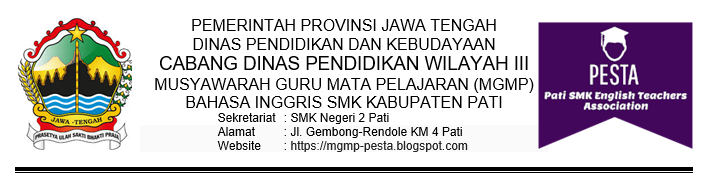 PEMERINTAH PROVINSI JAWA TENGAH
DINAS PENDIDIKAN DAN KEBUDAYAAN
CABANG DINAS PENDIDIKAN WILAYAH III
MUSYAWARAH GURU MATA PELAJARAN (MGMP)
BAHASA INGGRIS SMK KABUPATEN PATI
Sekretariat : SMK Negeri 2 Pati
Alamat : Jl. Gembong-Rendole KM 4 Pati
Website : https://mgmp-pesta.blogspot.com
JAWA - TENGAH
PRASETYA ULAH SAKTI BHAKTI PRAJA
PESTA
Pati SMK English Teachers
Association